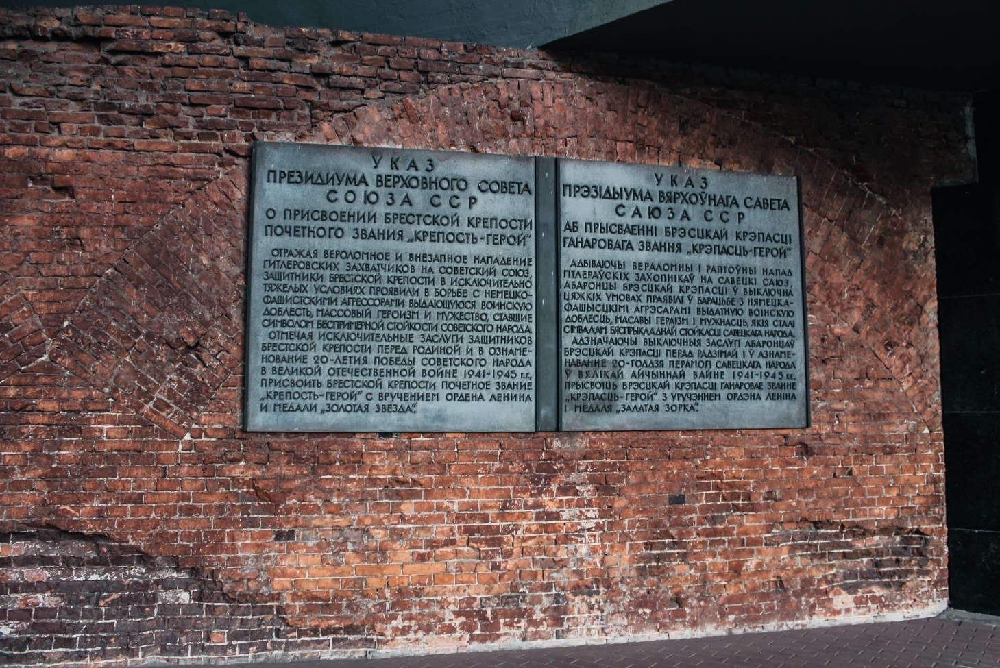 УКАЗ
ПРЕЗИДИУМА ВЕРХОВНОГО СОВЕТА
СОЮЗА ССР
О ПРИСВОЕНИИ БРЕСТСКОЙ КРЕПОСТИ
ПОЧЕТНОГО ЗВАНИЯ „КРЕПОСТЬ-ГЕРОЙ"
ОТРАЖАЯ ВЕРОЛОМНОЕ И ВНЕЗАПНОЕ НАПАДЕНИЕ
ГИТЛЕРОВСКИХ ЗАХВАТЧИКОВ НА СОВЕТСКИЙ СОЮЗ,
ЗАЩИТНИКИ БРЕСТСКОЙ КРЕПОСТИ В ИСКЛЮЧИТЕЛЬНО
ТЯЖЕЛЫХ УСЛОВИЯХ ПРОЯВИЛИ В БОРЬБЕ С НЕМЕЦКО-
ФАШИСТСКИМИ АГРЕССОРАМИ ВЫДАЮЩУЮСЯ ВОИНСКУЮ
ДОБЛЕСТЬ, МАССОВЫЙ ГЕРОИЗМ И МУЖЕСТВО, СТАВШИЕ
СИМВОЛОМ БЕСПРИМЕРНОЙ СТОЙКОСТИ СОВЕТСКОГО НАРОДА.
ОТМЕЧАЯ ИСКЛЮЧИТЕЛЬНЫЕ ЗАСЛУГИ ЗАЩИТНИКОВ
БРЕСТСКОЙ КРЕПОСТИ ПЕРЕД РОДИНОЙ И В ОЗНАМЕ-
НОВАНИЕ 20-ЛЕТИЯ ПОБЕДЫ СОВЕТСКОГО НАРОДА
В ВЕЛИКОЙ ОТЕЧЕСТВЕННОЙ ВОЙНЕ 1941-1945 г.г.,
ПРИСВОИТЬ БРЕСТСКОЙ КРЕПОСТИ ПОЧЕТНОЕ ЗВАНИЕ
„КРЕПОСТЬ-ГЕРОЙ" С ВРУЧЕНИЕМ ОРДЕНА ЛЕНИНА
И МЕДАЛИ „ЗОЛОТАЯ ЗВЕЗДА".
УКАЗ
ПРЭЗІДЫУМА ВЯРХОЎНАГА САВЕТА
САЮЗА ССР
АБ ПРЫСВАЕННІ БРЭСЦКАЙ КРЭПАСЦІ
ГАНАРОВАГА ЗВАННЯ „КРЭПАСЦЬ-ГЕРОЙ"
АДБІВАЮЧЫ ВЕРАЛОМНЫ І РАПТОЎНЫ НАПАД
ГІТЛЕРАЎСКІХ ЗАХОПНІКАЎ НА САВЕЦКІ САЮЗ,
АБАРОНЦЫ БРЭСЦКАЙ КРЭПАСЦІ Ў ВЫКЛЮЧНА
ЦЯЖКІХ УМОВАХ ПРАЯВІЛІ Ў БАРАЦЬБЕ З НЯМЕЦКА-
ФАШЫСЦКІМІ АГРЭСАРАМІ ВЫДАТНУЮ ВОИНСКУЮ
ДОБЛЕСЦЬ, МАСАВЫ ГЕРАІЗМ І МУЖНАСЦЬ, ЯКІЯ СТАЛІ
СІМВАЛАМ БЯСПРЫКЛАДНАЙ СТОЙКАСЦІ САВЕЦКАГА НАРОДА.
АДЗНАЧАЮЧЫ ВЫКЛЮЧНЫЯ ЗАСЛУГІ АБАРОНЦАЎ
БРЭСЦКАЙ КРЭПАСЦІ ПЕРАД РАДЗІМАЙ І Ў АЗНАМЕ-
НАВАННЕ 20-ГОДДЗЯ ПЕРАМОГІ САВЕЦКАГА НАРОДА
Ў ВЯЛІКАЙ АЙЧЫННАЙ ВАЙНЕ 1941-1945 г.г.,
ПРЫСВОІЦЬ БРЭСЦКАЙ КРЭПАСЦІ ГАНАРОВАЕ ЗВАННЕ
„КРЭПАСЦЬ-ГЕРОЙ" З УРУЧЭННЕМ ОРДЭНА ЛЕНІНА
І МЕДАЛЯ „ЗАЛАТАЯ ЗОРКА".